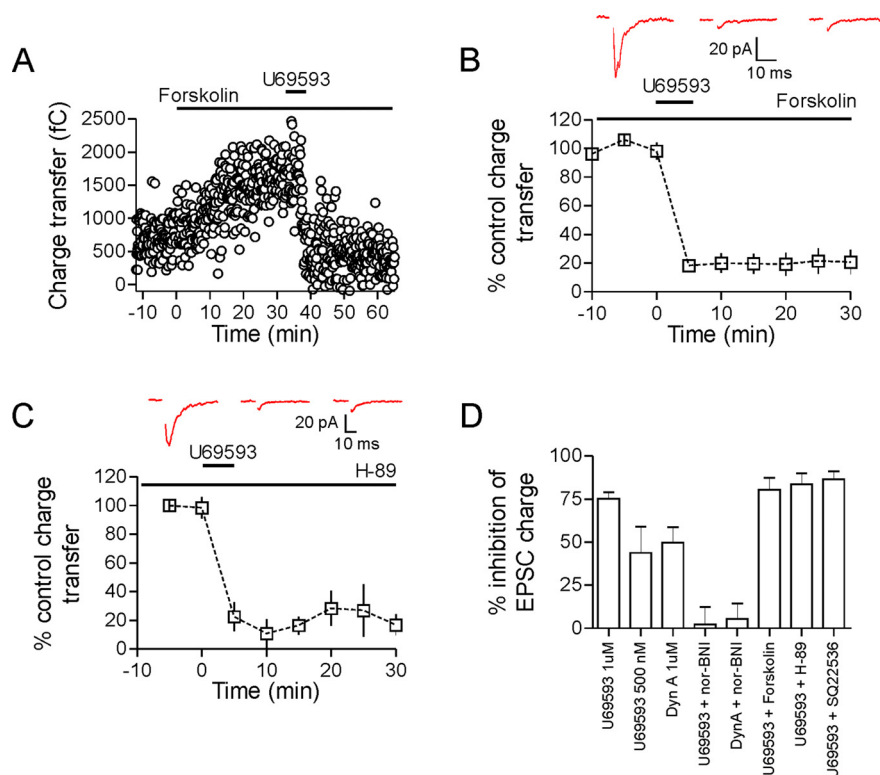 A
U69593
Forskolin
Charge transfer (fC)
2500
2000
1500
1000
500
0
-10 0 10 20 30 40 50 60
Time (min)
B
20 pA
10 ms
U69593
Forskolin
% control charge
transfer
120
100
80
60
40
20
0
-10 0 10 20 30
Time (min)
C
20 pA
10 ms
U69593
H-89
% control charge
transfer
120
100
80
60
40
20
0
-10 0 10 20 30
Time (min)
D
% inhibition of
EPSC charge
100
75
50
25
0
U69593 1uM
U69593 500 nM
Dyn A 1uM
U69593 + nor-BNI
DynA + nor-BNI
U69593 + Forskolin
U69593 + H-89
U69593 + SQ22536